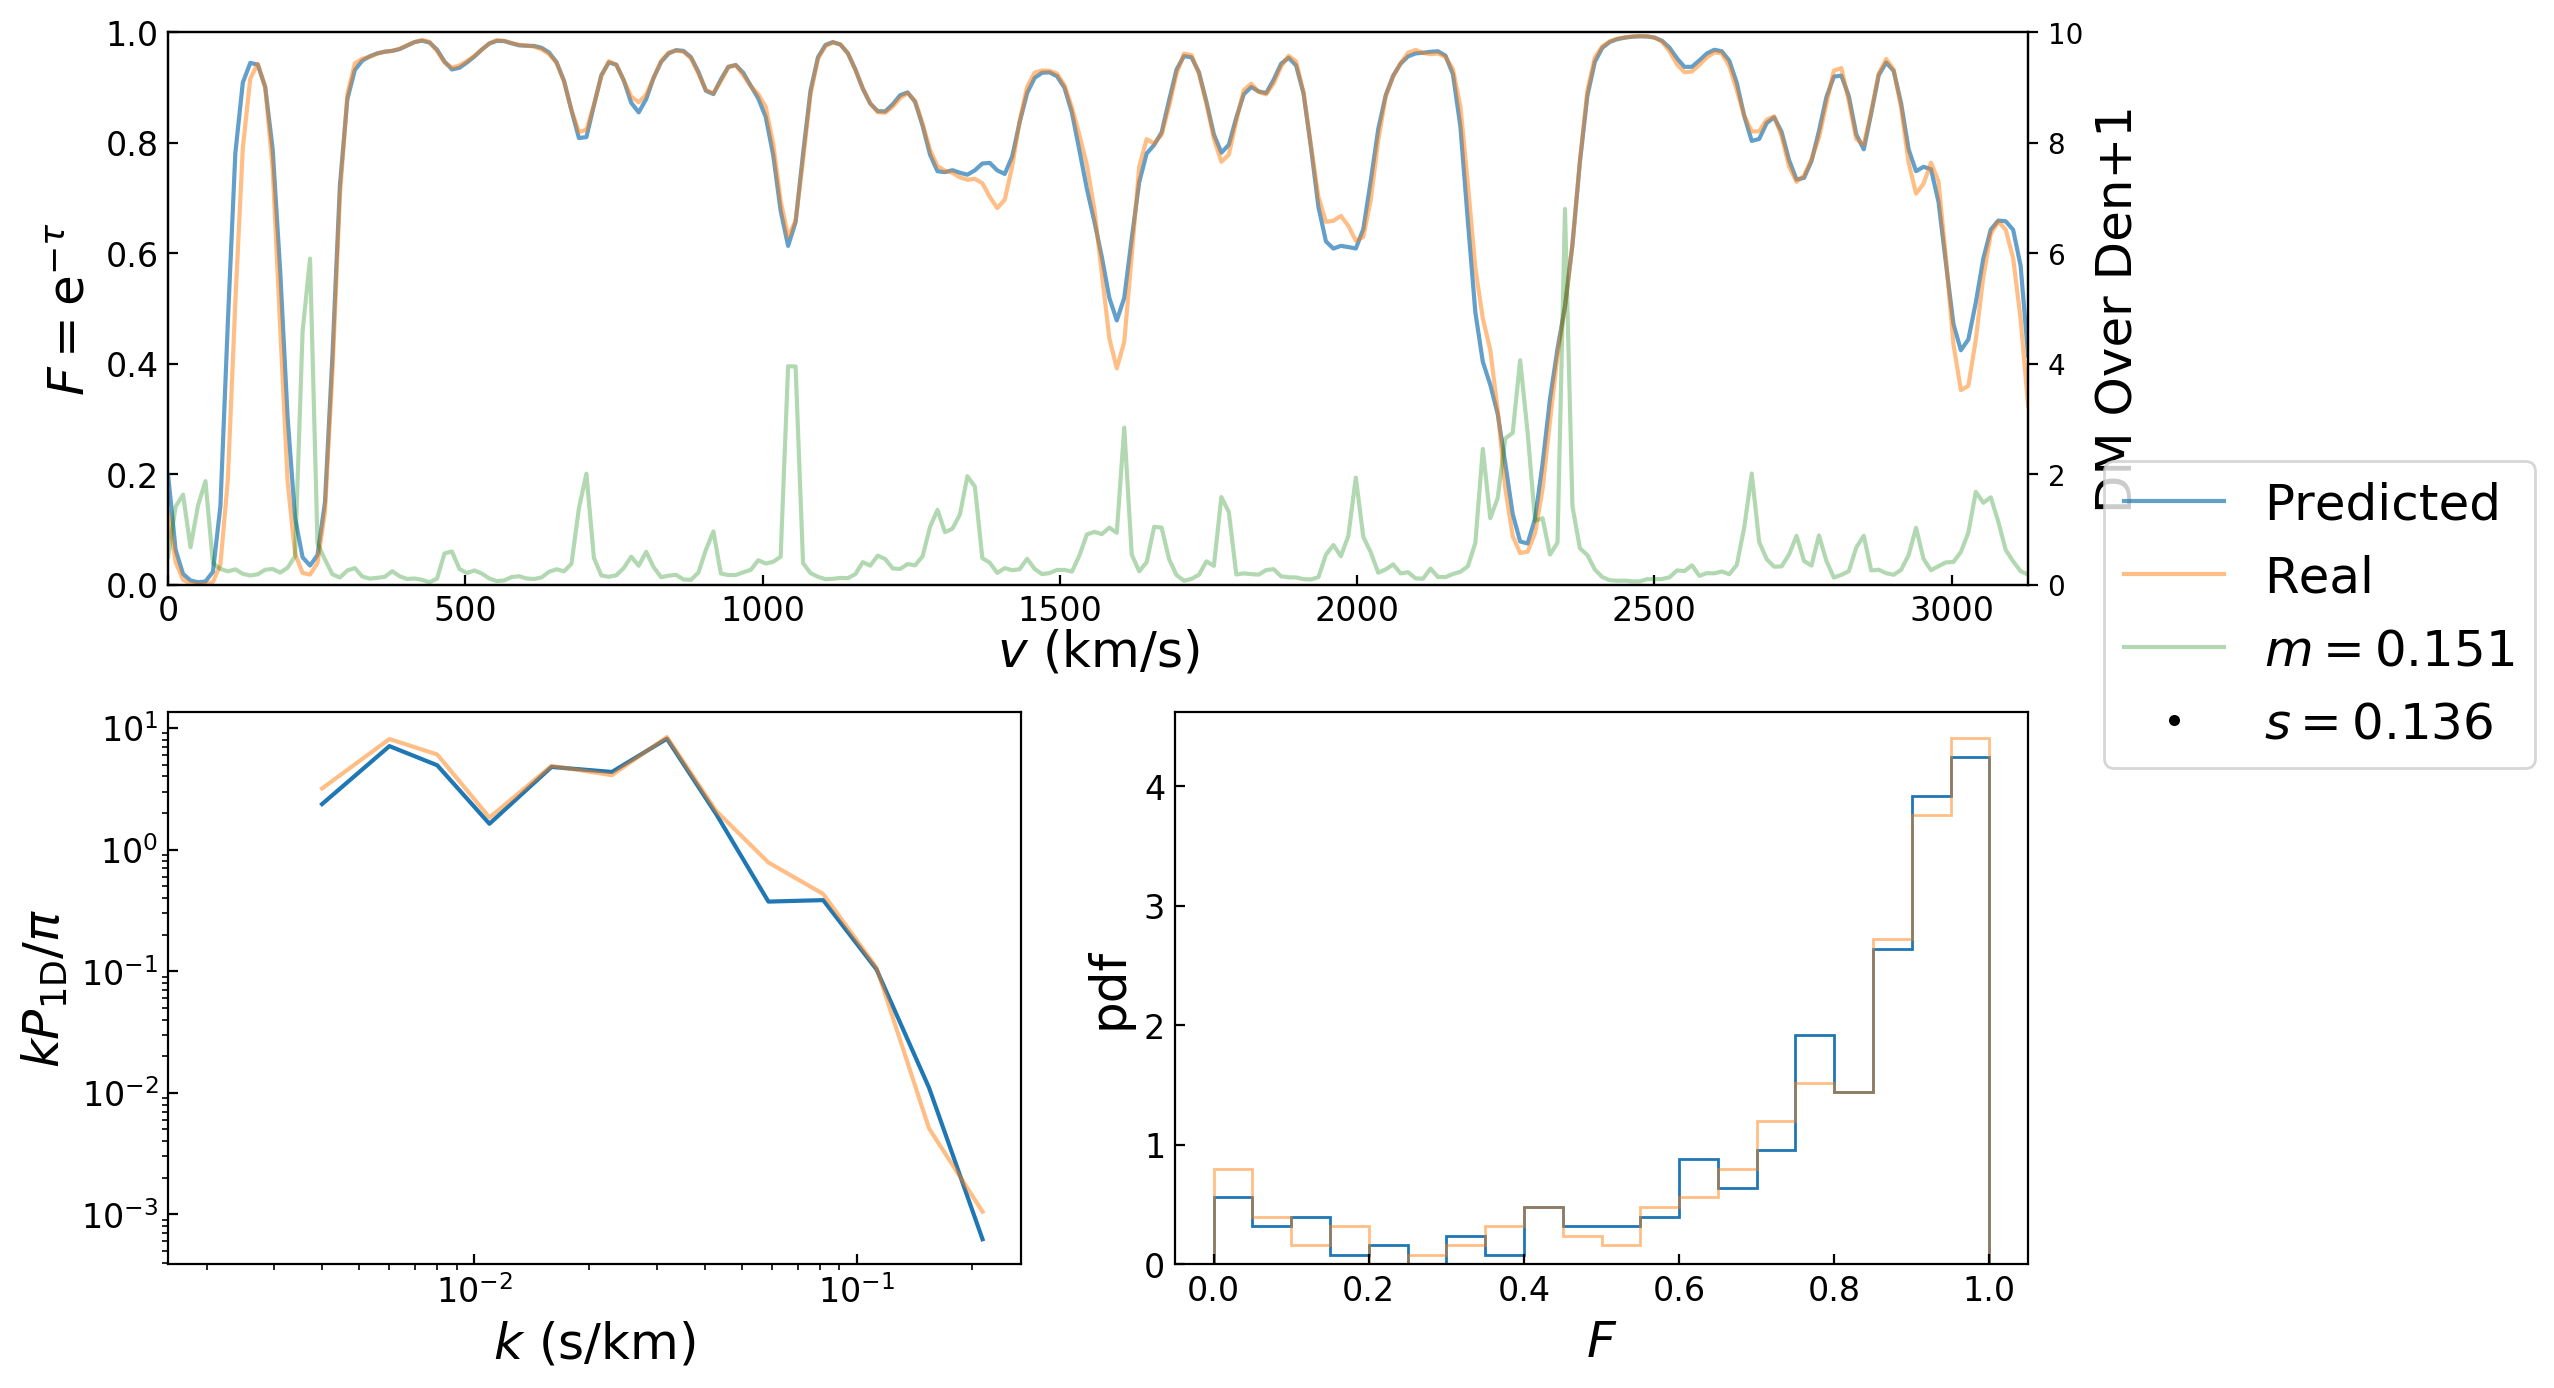 1.0
0.8
0.6
0.4
0.2
0.0
F = e^{-τ}
0 500 1000 1500 2000 2500 3000
v (km/s)
10
8
6
4
2
0
DM Over Den+1
Predicted
Real
m = 0.151
s = 0.136
10^1
10^0
10^{-1}
10^{-2}
10^{-3}
kP_{1D}/π
10^{-2} 10^{-1}
k (s/km)
4
3
2
1
0
pdf
0.0 0.2 0.4 0.6 0.8 1.0
F